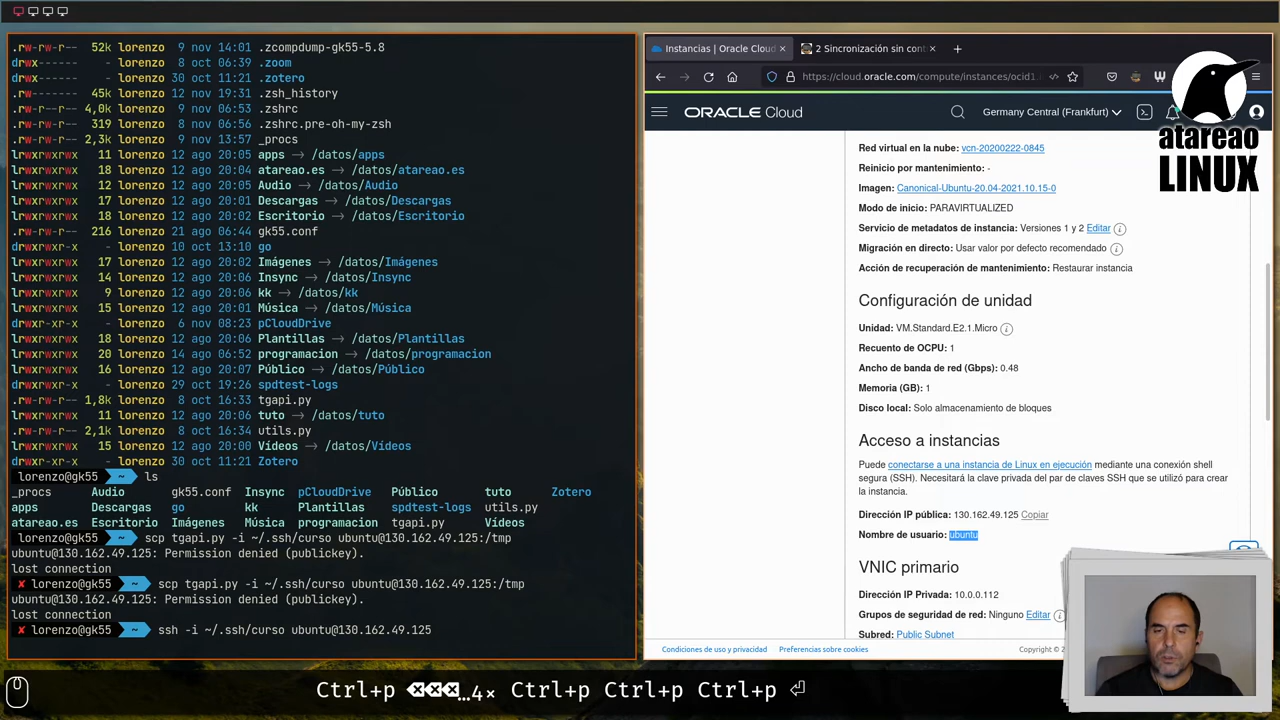 .rw-rw-r-- 52k lorenzo 9 nov 14:01 .zcompdump-gk55-5.8
drwx------ - lorenzo 8 oct 06:39 .zoom
drwxrwxr-x - lorenzo 30 oct 11:21 .zotero
.rw------- 45k lorenzo 12 nov 19:31 .zsh_history
.rw-r--r-- 4,0k lorenzo 9 nov 06:53 .zshrc
.rw-rw-r-- 319 lorenzo 8 nov 06:56 .zshrc.pre-oh-my-zsh
.rw-rw-r-- 2,3k lorenzo 9 nov 13:57 _procs
lrwxrwxrwx 11 lorenzo 12 ago 20:05 apps → /datos/apps
lrwxrwxrwx 18 lorenzo 12 ago 20:04 atareao.es → /datos/atareao.es
lrwxrwxrwx 12 lorenzo 12 ago 20:05 Audio → /datos/Audio
lrwxrwxrwx 17 lorenzo 12 ago 20:01 Descargas → /datos/Descargas
lrwxrwxrwx 18 lorenzo 12 ago 20:02 Escritorio → /datos/Escritorio
.rw-rw-r-- 216 lorenzo 21 ago 06:44 gk55.conf
drwxrwxr-x - lorenzo 10 oct 13:10 go
lrwxrwxrwx 17 lorenzo 12 ago 20:02 Imágenes → /datos/Imágenes
lrwxrwxrwx 14 lorenzo 12 ago 20:06 Insync → /datos/Insync
lrwxrwxrwx 9 lorenzo 12 ago 20:06 kk → /datos/kk
lrwxrwxrwx 15 lorenzo 12 ago 20:01 Música → /datos/Música
drwxr-xr-x - lorenzo 6 nov 08:23 pCloudDrive
lrwxrwxrwx 18 lorenzo 12 ago 20:06 Plantillas → /datos/Plantillas
lrwxrwxrwx 20 lorenzo 14 ago 06:52 programacion → /datos/programacion
lrwxrwxrwx 16 lorenzo 12 ago 20:07 Público → /datos/Público
drwxrwxr-x - lorenzo 29 oct 19:26 spdtest-logs
.rw-rw-r-- 1,8k lorenzo 8 oct 16:33 tgapi.py
lrwxrwxrwx 11 lorenzo 12 ago 20:06 tuto → /datos/tuto
.rw-rw-r-- 2,1k lorenzo 8 oct 16:34 utils.py
lrwxrwxrwx 15 lorenzo 12 ago 20:00 Vídeos → /datos/Vídeos
drwxr-xr-x - lorenzo 30 oct 11:21 Zotero
lorenzo@gk55 ~ ls
_procs Audio gk55.conf Insync pCloudDrive Público tuto Zotero
apps Descargas go kk Plantillas spdtest-logs utils.py
atareao.es Escritorio Imágenes Música programacion tgapi.py Vídeos
lorenzo@gk55 ~ scp tgapi.py -i ~/.ssh/curso ubuntu@130.162.49.125:/tmp
ubuntu@130.162.49.125: Permission denied (publickey).
lost connection
✘ lorenzo@gk55 ~ scp tgapi.py -i ~/.ssh/curso ubuntu@130.162.49.125:/tmp
ubuntu@130.162.49.125: Permission denied (publickey).
lost connection
✘ lorenzo@gk55 ~ ssh -i ~/.ssh/curso ubuntu@130.162.49.125
Instancias | Oracle Cloud
2 Sincronización sin cont
https://cloud.oracle.com/compute/instances/ocid1.i
ORACLE Cloud
Germany Central (Frankfurt)
atareao
LINUX
Red virtual en la nube: vcn-20200222-0845
Reinicio por mantenimiento: -
Imagen: Canonical-Ubuntu-20.04-2021.10.15-0
Modo de inicio: PARAVIRTUALIZED
Servicio de metadatos de instancia: Versiones 1 y 2 Editar
Migración en directo: Usar valor por defecto recomendado
Acción de recuperación de mantenimiento: Restaurar instancia
Configuración de unidad
Unidad: VM.Standard.E2.1.Micro
Recuento de OCPU: 1
Ancho de banda de red (Gbps): 0.48
Memoria (GB): 1
Disco local: Solo almacenamiento de bloques
Acceso a instancias
Puede conectarse a una instancia de Linux en ejecución mediante una conexión shell
segura (SSH). Necesitará la clave privada del par de claves SSH que se utilizó para crear
la instancia.
Dirección IP pública: 130.162.49.125 Copiar
Nombre de usuario: ubuntu
VNIC primario
Dirección IP Privada: 10.0.0.112
Grupos de seguridad de red: Ninguno Editar
Subred: Public Subnet
Condiciones de uso y privacidad Preferencias sobre cookies Copyright ©
Ctrl+p ⌫⌫⌫…4× Ctrl+p Ctrl+p Ctrl+p ⏎